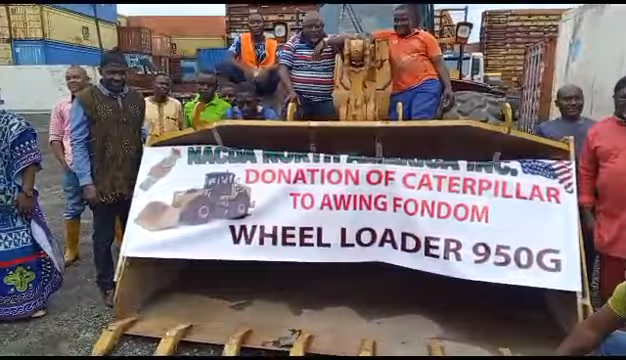 NACDA NORTH AMERICA INC.
DONATION OF CATERPILLAR
TO AWING FONDOM
WHEEL LOADER 950G